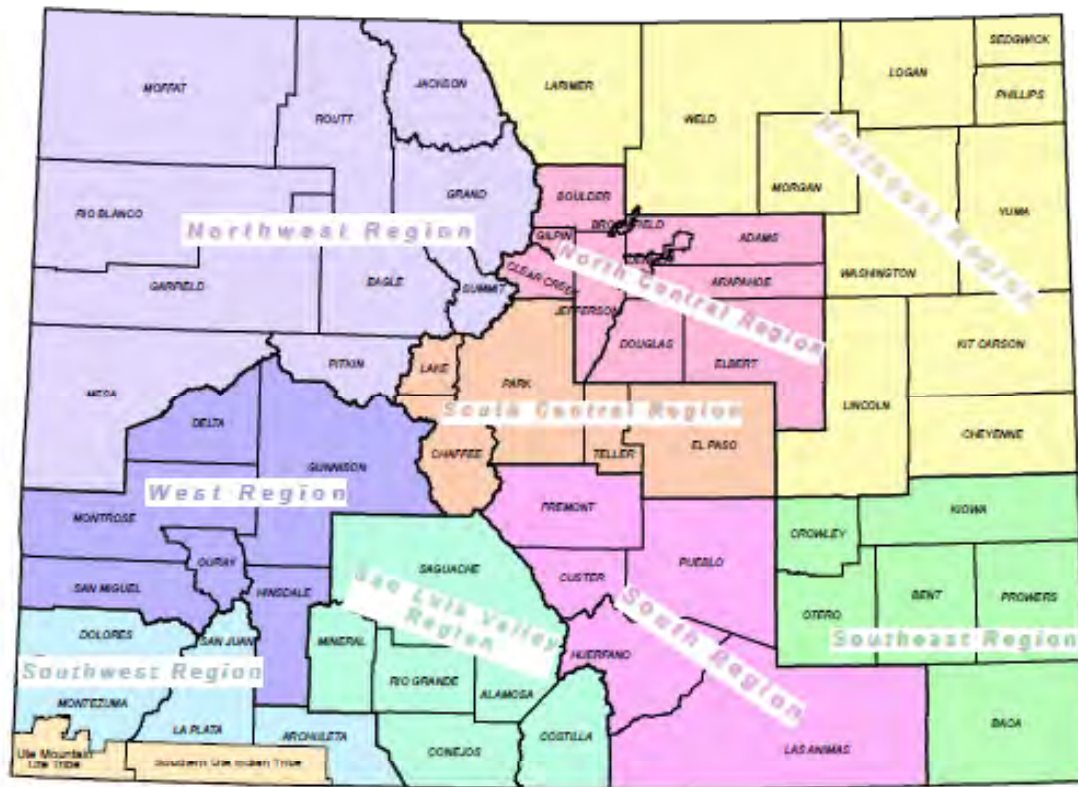 SEDGWICK
LOGAN
MOFFAT
JACKSON
LARIMER
PHILLIPS
ROUTT
WELD
Northeast Region
MORGAN
GRAND
BOULDER
YUMA
RIO BLANCO
Northwest Region
BROOMFIELD
GILPIN
ADAMS
DENVER
North Central Region
CLEAR CREEK
WASHINGTON
ARAPAHOE
GARFIELD
EAGLE
SUMMIT
JEFFERSON
DOUGLAS
ELBERT
KIT CARSON
PITKIN
LAKE
PARK
MESA
LINCOLN
South Central Region
DELTA
CHEYENNE
EL PASO
CHAFFEE
TELLER
GUNNISON
West Region
FREMONT
KIOWA
MONTROSE
CROWLEY
PUEBLO
OURAY
SAGUACHE
CUSTER
San Luis Valley
Region
South Region
SAN MIGUEL
HINSDALE
BENT
PROWERS
OTERO
DOLORES
SAN JUAN
MINERAL
Southeast Region
HUERFANO
Southwest Region
RIO GRANDE
ALAMOSA
MONTEZUMA
LA PLATA
ARCHULETA
CONEJOS
COSTILLA
LAS ANIMAS
BACA
Ute Mountain
Ute Tribe
Southern Ute Indian Tribe